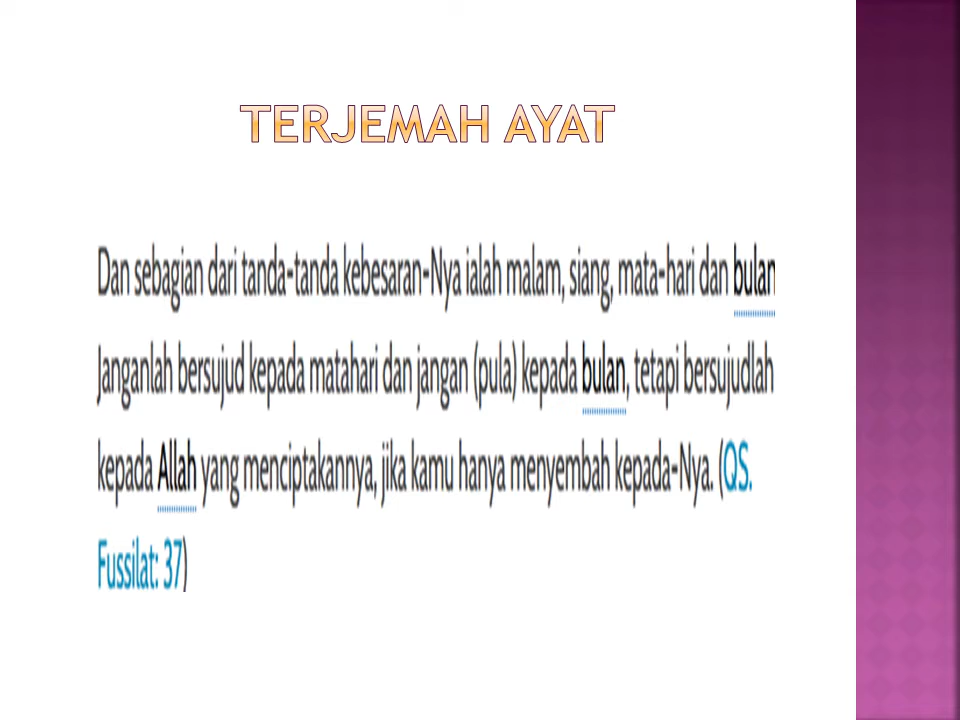 TERJEMAH AYAT
Dan sebagian dari tanda-tanda kebesaran-Nya ialah malam, siang, mata-hari dan bulan
Janganlah bersujud kepada matahari dan jangan (pula) kepada bulan, tetapi bersujudlah
kepada Allah yang menciptakannya, jika kamu hanya menyembah kepada-Nya. (QS.
Fussilat: 37)